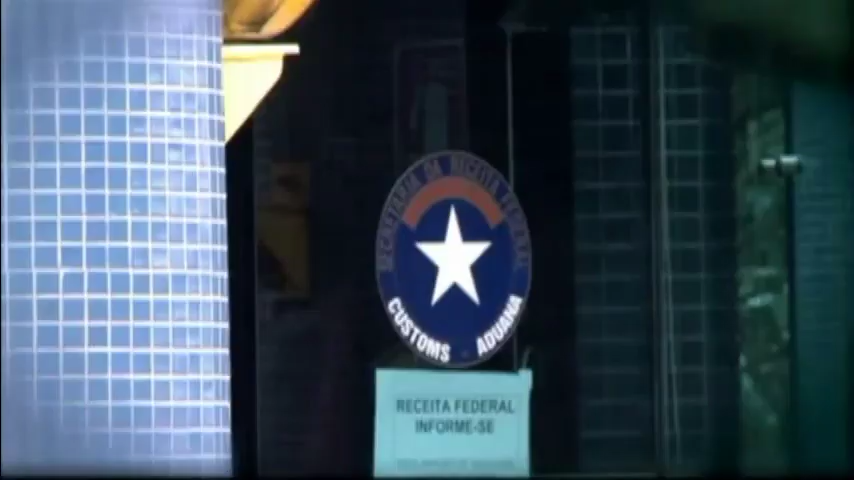 SECRETARIA DA RECEITA FEDERAL
CUSTOMS - ADUANA
RECEITA FEDERAL
INFORME-SE